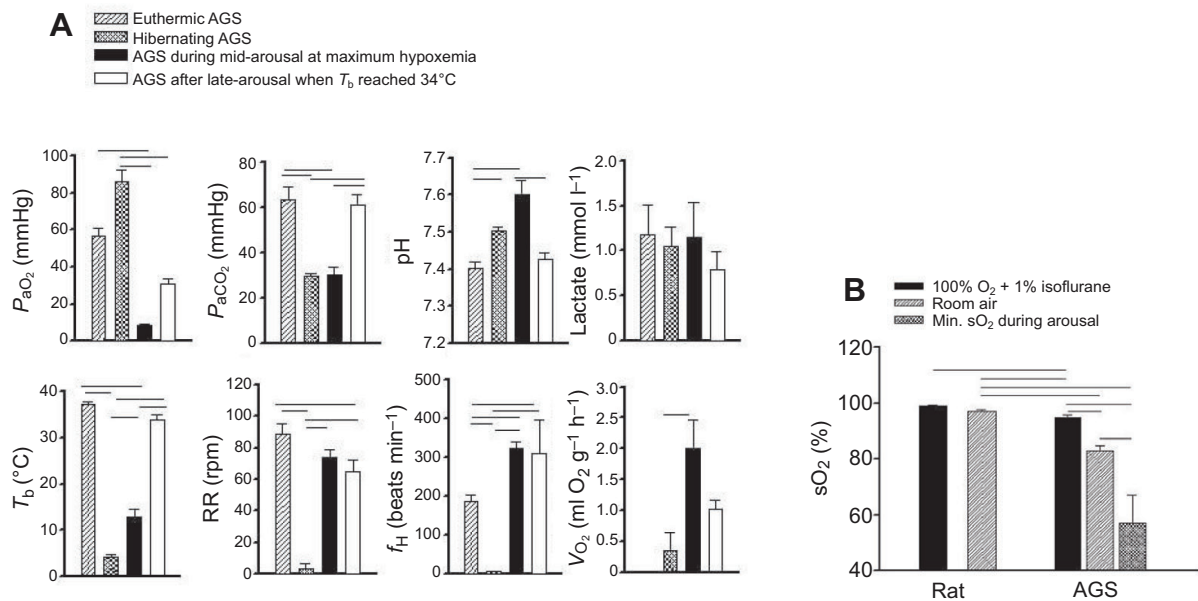 A
Euthermic AGS
Hibernating AGS
AGS during mid-arousal at maximum hypoxemia
AGS after late-arousal when Tb reached 34°C
PaO2 (mmHg)
100
80
60
40
20
0
PaCO2 (mmHg)
80
60
40
20
0
pH
7.7
7.6
7.5
7.4
7.3
7.2
Lactate (mmol l–1)
2.0
1.5
1.0
0.5
0
Tb (°C)
40
30
20
10
0
RR (rpm)
120
100
80
60
40
20
0
fH (beats min–1)
500
400
300
200
100
0
VO2 (ml O2 g–1 h–1)
3.0
2.5
2.0
1.5
1.0
0.5
0
B
100% O2 + 1% isoflurane
Room air
Min. sO2 during arousal
sO2 (%)
120
100
80
60
40
Rat
AGS